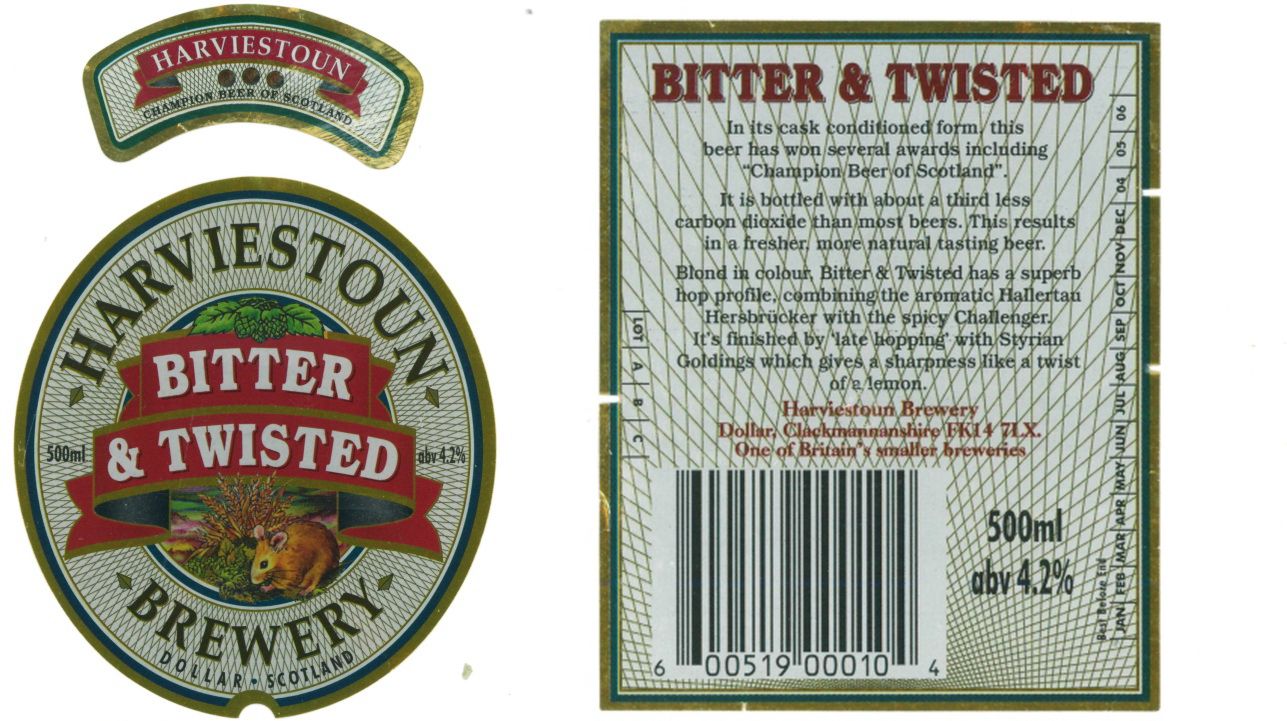 HARVIESTOUN
CHAMPION BEER OF SCOTLAND
HARVIESTOUN
BITTER
& TWISTED
500ml
abv 4.2%
BREWERY
DOLLAR • SCOTLAND
BITTER & TWISTED
In its cask conditioned form, this
beer has won several awards including
"Champion Beer of Scotland".
It is bottled with about a third less
carbon dioxide than most beers. This results
in a fresher, more natural tasting beer.
Blond in colour, Bitter & Twisted has a superb
hop profile, combining the aromatic Hallertau
Hersbrücker with the spicy Challenger.
It's finished by 'late hopping' with Styrian
Goldings which gives a sharpness like a twist
of a lemon.
Harviestoun Brewery
Dollar, Clackmannanshire FK14 7LX.
One of Britain's smaller breweries
LOT A B C
500ml
abv 4.2%
6 00519 00010 4
Best Before End
JAN FEB MAR APR MAY JUN JUL AUG SEP OCT NOV DEC 04 05 06